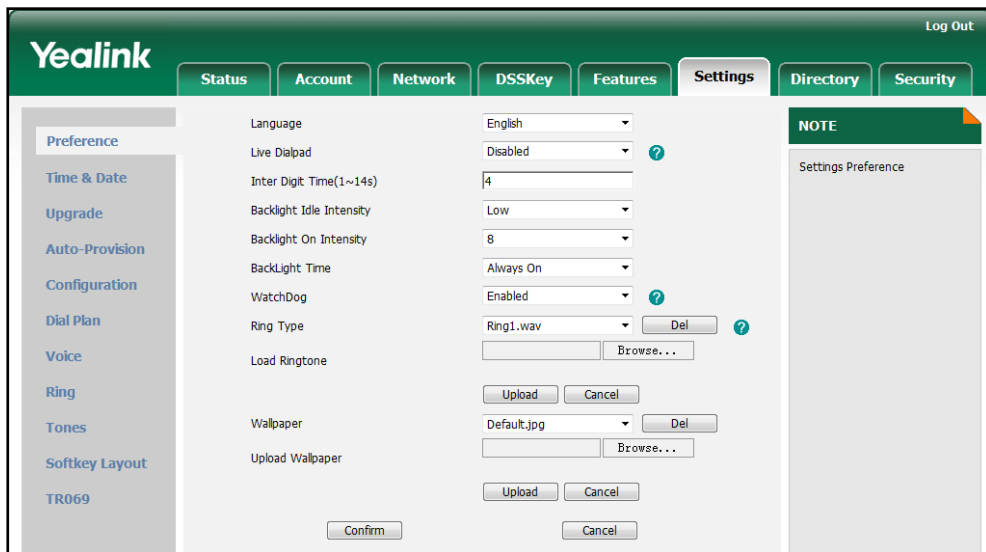 Log Out
Yealink
Status Account Network DSSKey Features Settings Directory Security
Preference
Time & Date
Upgrade
Auto-Provision
Configuration
Dial Plan
Voice
Ring
Tones
Softkey Layout
TR069
Language English
Live Dialpad Disabled ?
Inter Digit Time(1~14s) 4
Backlight Idle Intensity Low
Backlight On Intensity 8
BackLight Time Always On
WatchDog Enabled ?
Ring Type Ring1.wav Del ?
Load Ringtone Browse...
Upload Cancel
Wallpaper Default.jpg Del
Upload Wallpaper Browse...
Upload Cancel
Confirm Cancel
NOTE
Settings Preference